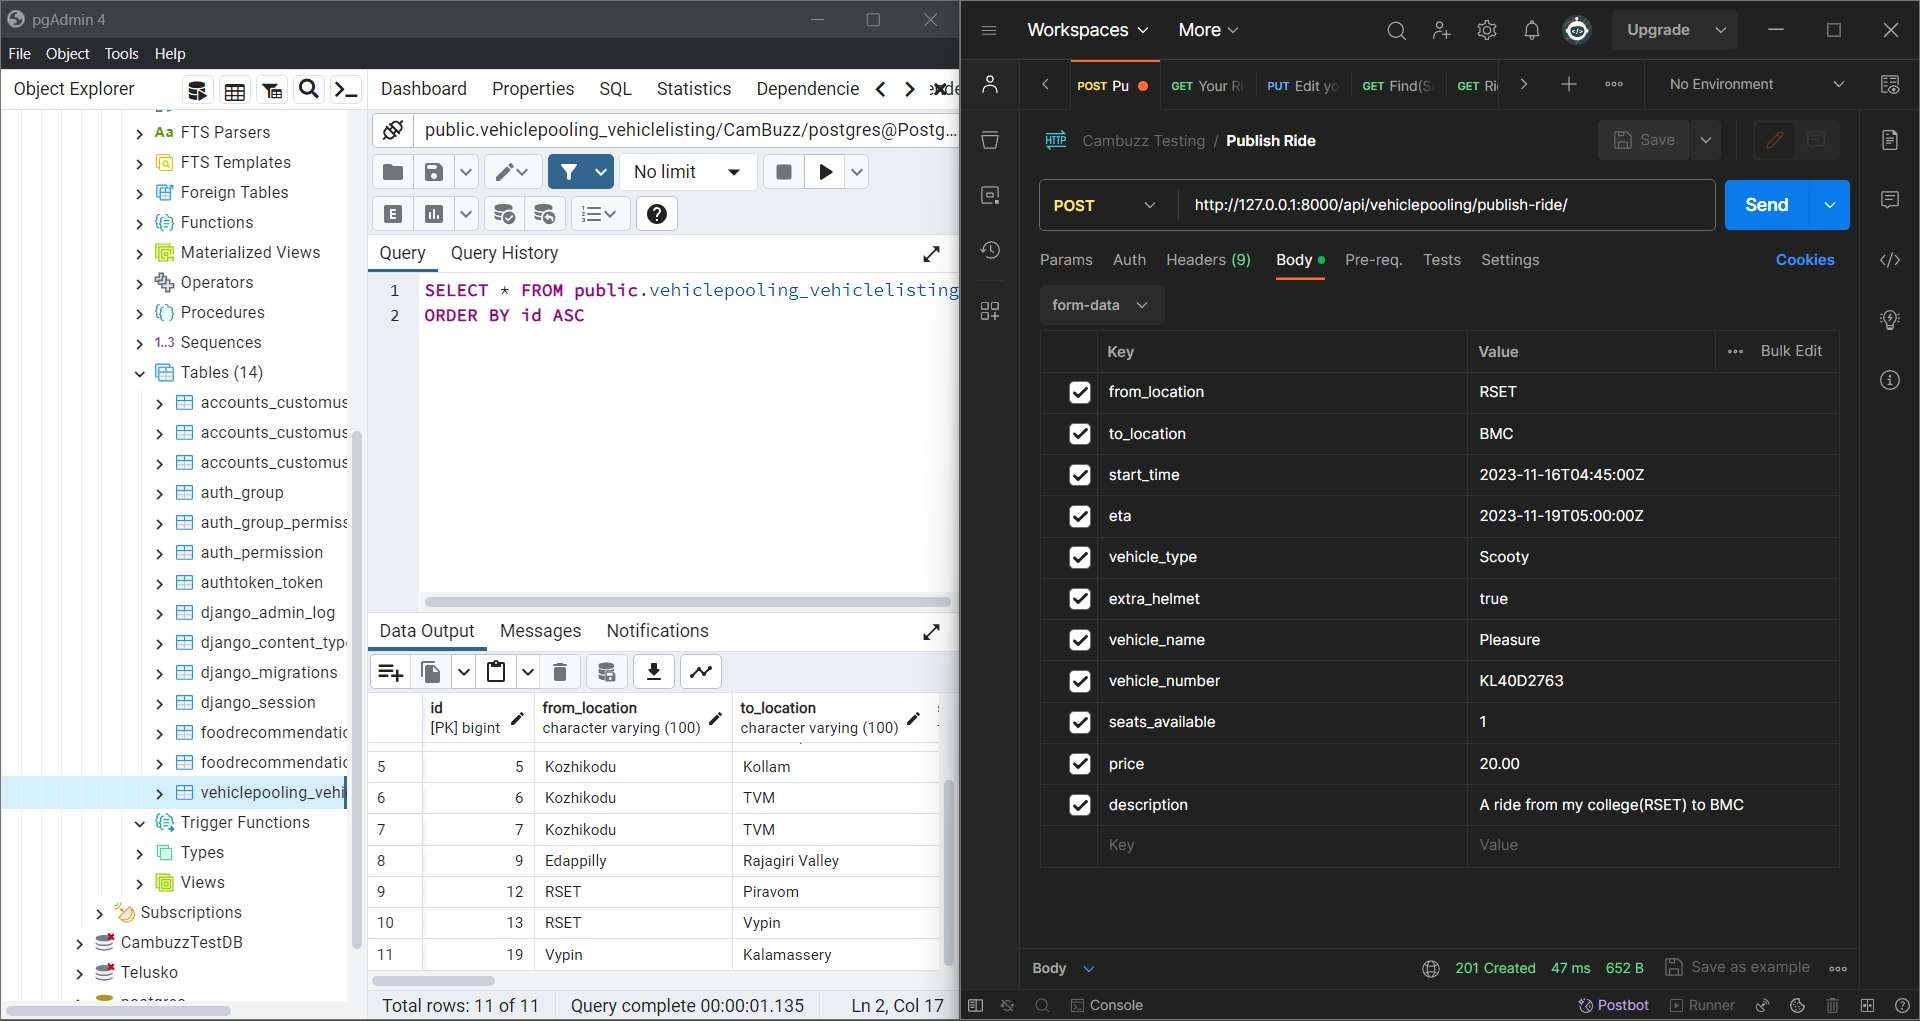 pgAdmin 4
File Object Tools Help
Object Explorer
FTS Parsers
FTS Templates
Foreign Tables
Functions
Materialized Views
Operators
Procedures
1..3 Sequences
Tables (14)
accounts_customus
accounts_customus
accounts_customus
auth_group
auth_group_permiss
auth_permission
authtoken_token
django_admin_log
django_content_type
django_migrations
django_session
foodrecommendatio
foodrecommendatio
vehiclepooling_vehi
Trigger Functions
Types
Views
Subscriptions
CambuzzTestDB
Telusko
postgres
Dashboard Properties SQL Statistics Dependencie
public.vehiclepooling_vehiclelisting/CamBuzz/postgres@Postg...
No limit
Query Query History
1 SELECT * FROM public.vehiclepooling_vehiclelisting
2 ORDER BY id ASC
Data Output Messages Notifications
id from_location to_location
[PK] bigint character varying (100) character varying (100)
5 5 Kozhikodu Kollam
6 6 Kozhikodu TVM
7 7 Kozhikodu TVM
8 9 Edappilly Rajagiri Valley
9 12 RSET Piravom
10 13 RSET Vypin
11 19 Vypin Kalamassery
Total rows: 11 of 11 Query complete 00:00:01.135 Ln 2, Col 17
Workspaces More Upgrade
POST Pu GET Your Ri PUT Edit yo GET Find(S GET Ri No Environment
HTTP Cambuzz Testing / Publish Ride Save
POST http://127.0.0.1:8000/api/vehiclepooling/publish-ride/ Send
Params Auth Headers (9) Body Pre-req. Tests Settings Cookies
form-data
Key Value Bulk Edit
from_location RSET
to_location BMC
start_time 2023-11-16T04:45:00Z
eta 2023-11-19T05:00:00Z
vehicle_type Scooty
extra_helmet true
vehicle_name Pleasure
vehicle_number KL40D2763
seats_available 1
price 20.00
description A ride from my college(RSET) to BMC
Key Value
Body 201 Created 47 ms 652 B Save as example
Console Postbot Runner